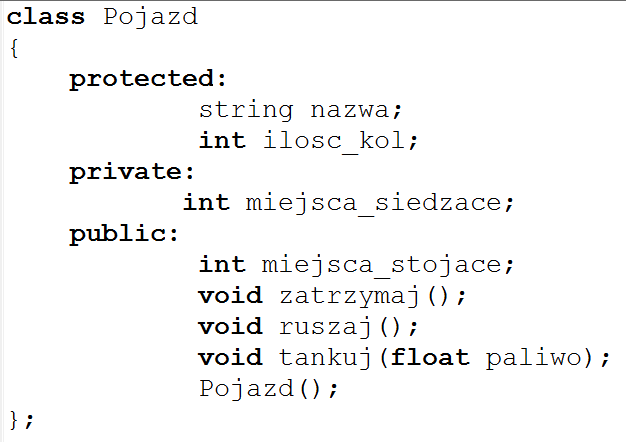 class Pojazd
{
protected:
string nazwa;
int ilosc_kol;
private:
int miejsca_siedzace;
public:
int miejsca_stojace;
void zatrzymaj();
void ruszaj();
void tankuj(float paliwo);
Pojazd();
};